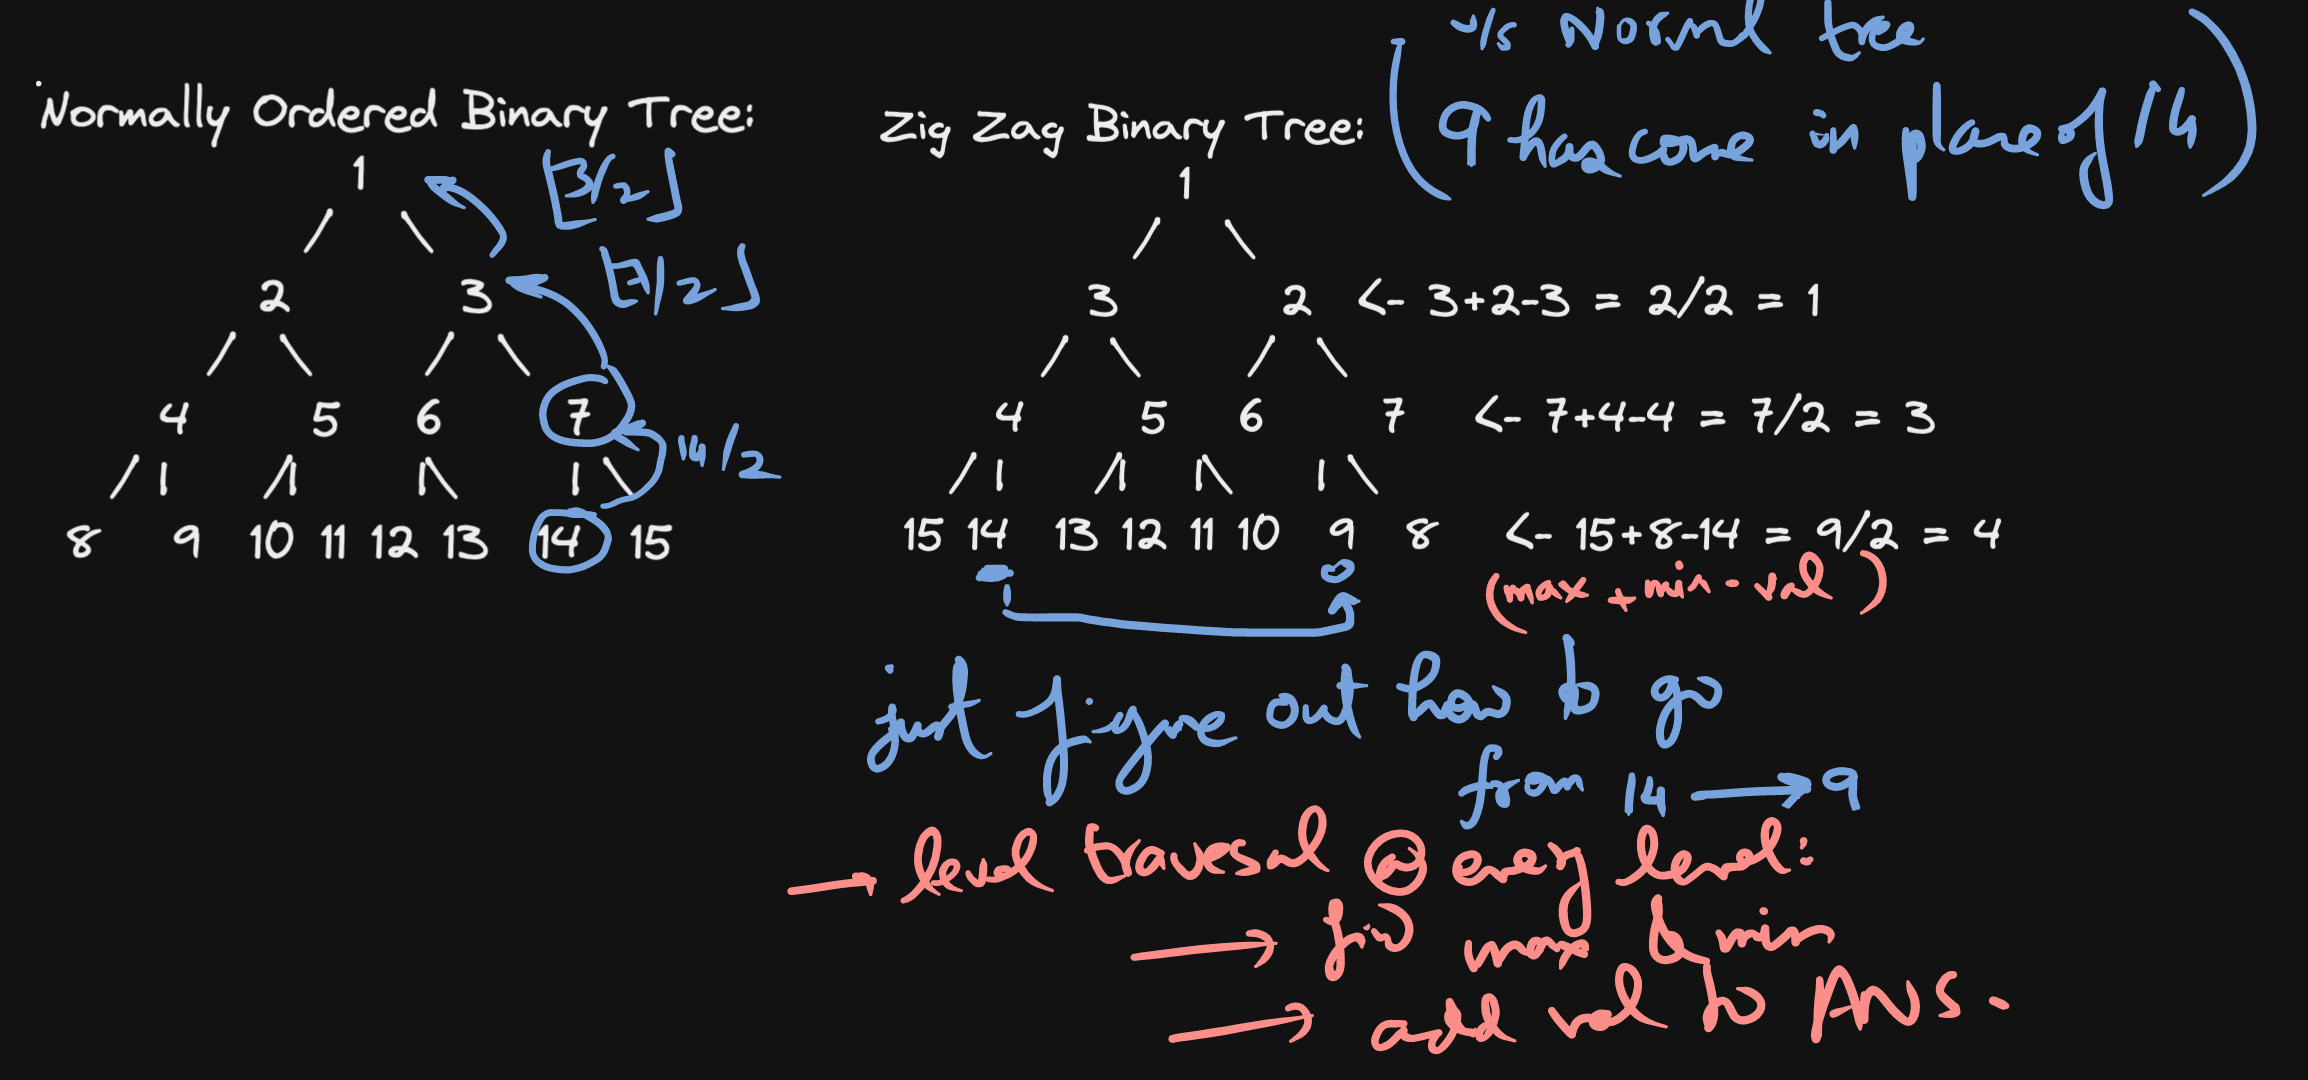 v/s Normal tree
Normally Ordered Binary Tree:
Zig Zag Binary Tree:
9 has come in place of 14
1
[3/2]
1
2 3
[7/2]
3 2 <- 3+2-3 = 2/2 = 1
4 5 6 7
14/2
4 5 6 7 <- 7+4-4 = 7/2 = 3
8 9 10 11 12 13 14 15
15 14 13 12 11 10 9 8 <- 15+8-14 = 9/2 = 4
(max + min - val)
just figure out how to go
from 14 → 9
→ level travesal @ every level:
→ fin max & min
→ add val to ANS.